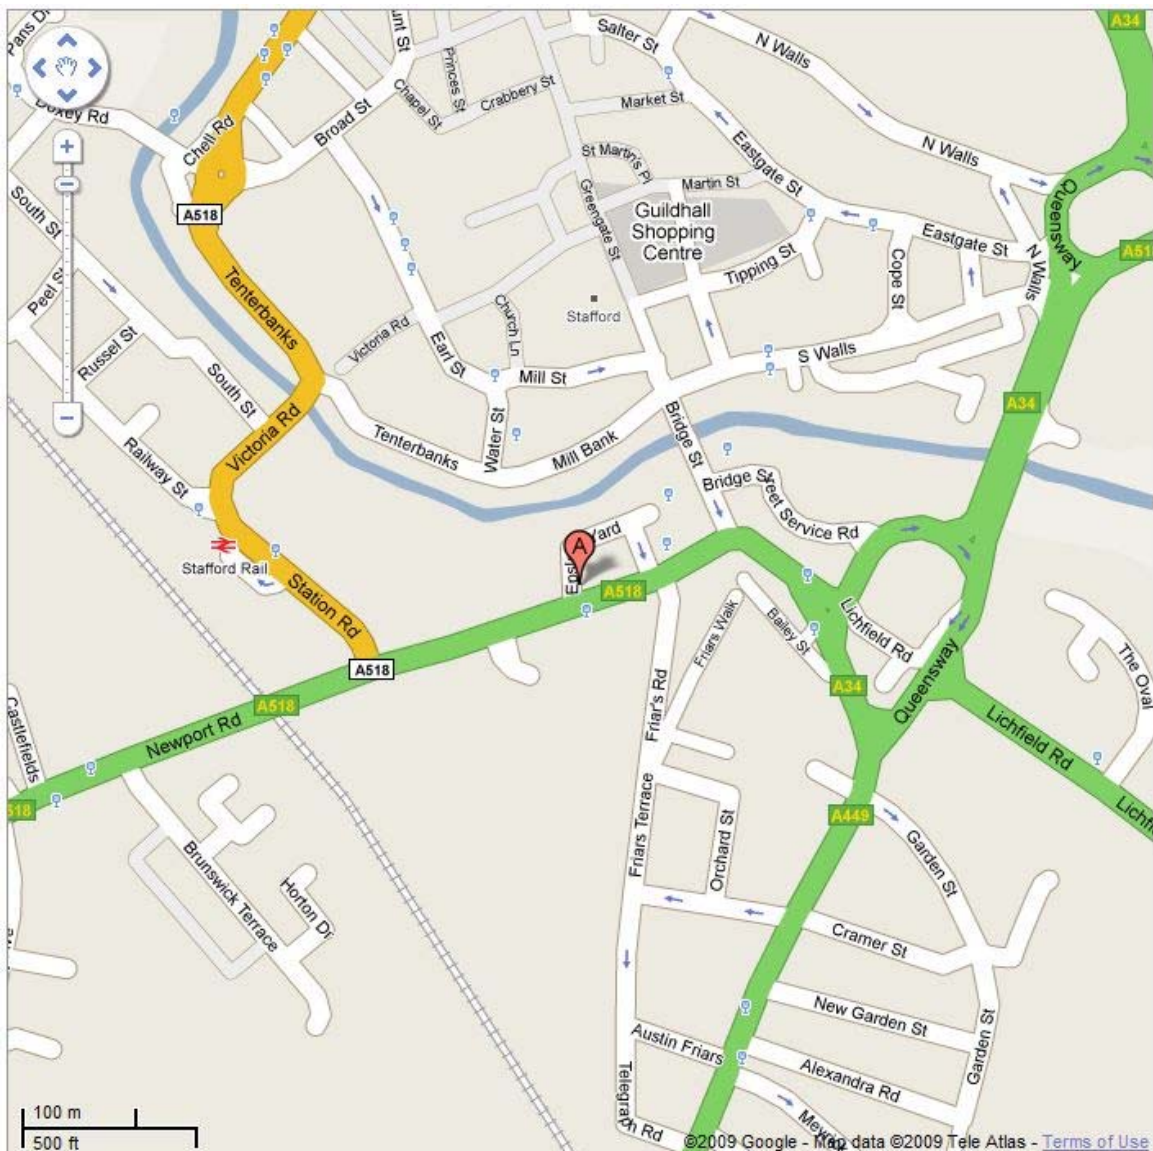 A34
N Walls
Salter St
Princes St
Chapel St
Crabbery St
Market St
Doxey Rd
Chell Rd
Broad St
Eastgate St
N Walls
St Martin's Pl
Martin St
Queensway
South St
A518
Greengate St
Guildhall
Shopping
Centre
Eastgate St
Cope St
N Walls
Tipping St
Tenterbanks
Peel St
Church Ln
Stafford
Victoria Rd
Russel St
Earl St
S Walls
Mill St
South St
A34
Victoria Rd
Tenterbanks
Water St
Mill Bank
Bridge St
Railway St
Bridge St
reet Service Rd
Yard
A
Stafford Rail
Station Rd
A518
Friars Walk
Bailey St
Lichfield Rd
The Oval
A518
A34
Queensway
Friar's Rd
Castlefields
A518
Newport Rd
Lichfield Rd
518
A449
Friars Terrace
Orchard St
Garden St
Brunswick Terrace
Horton Dr
Cramer St
New Garden St
Garden St
Austin Friars
Alexandra Rd
Telegraph Rd
100 m
500 ft
©2009 Google - Map data ©2009 Tele Atlas - Terms of Use